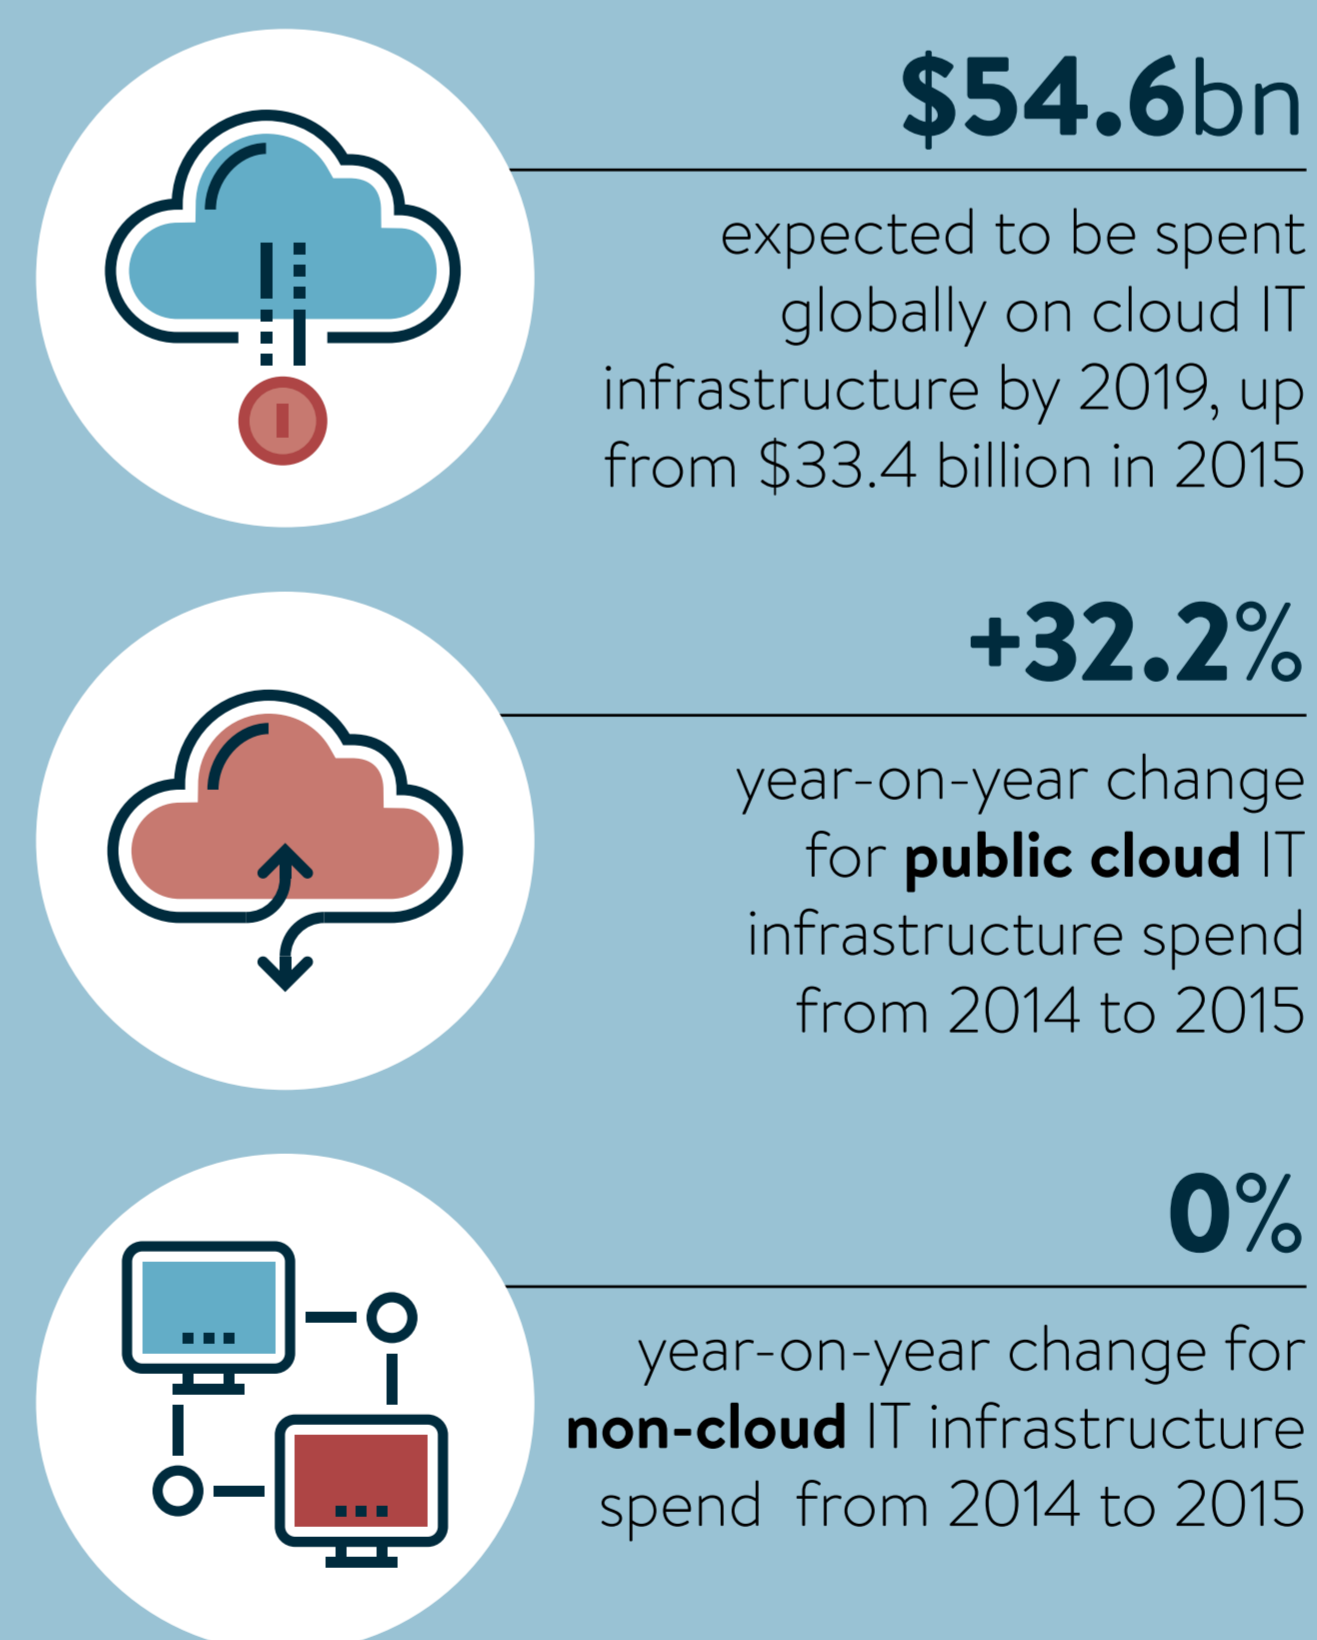 $54.6bn
expected to be spent
globally on cloud IT
infrastructure by 2019, up
from $33.4 billion in 2015
+32.2%
year-on-year change
for public cloud IT
infrastructure spend
from 2014 to 2015
0%
year-on-year change for
non-cloud IT infrastructure
spend from 2014 to 2015